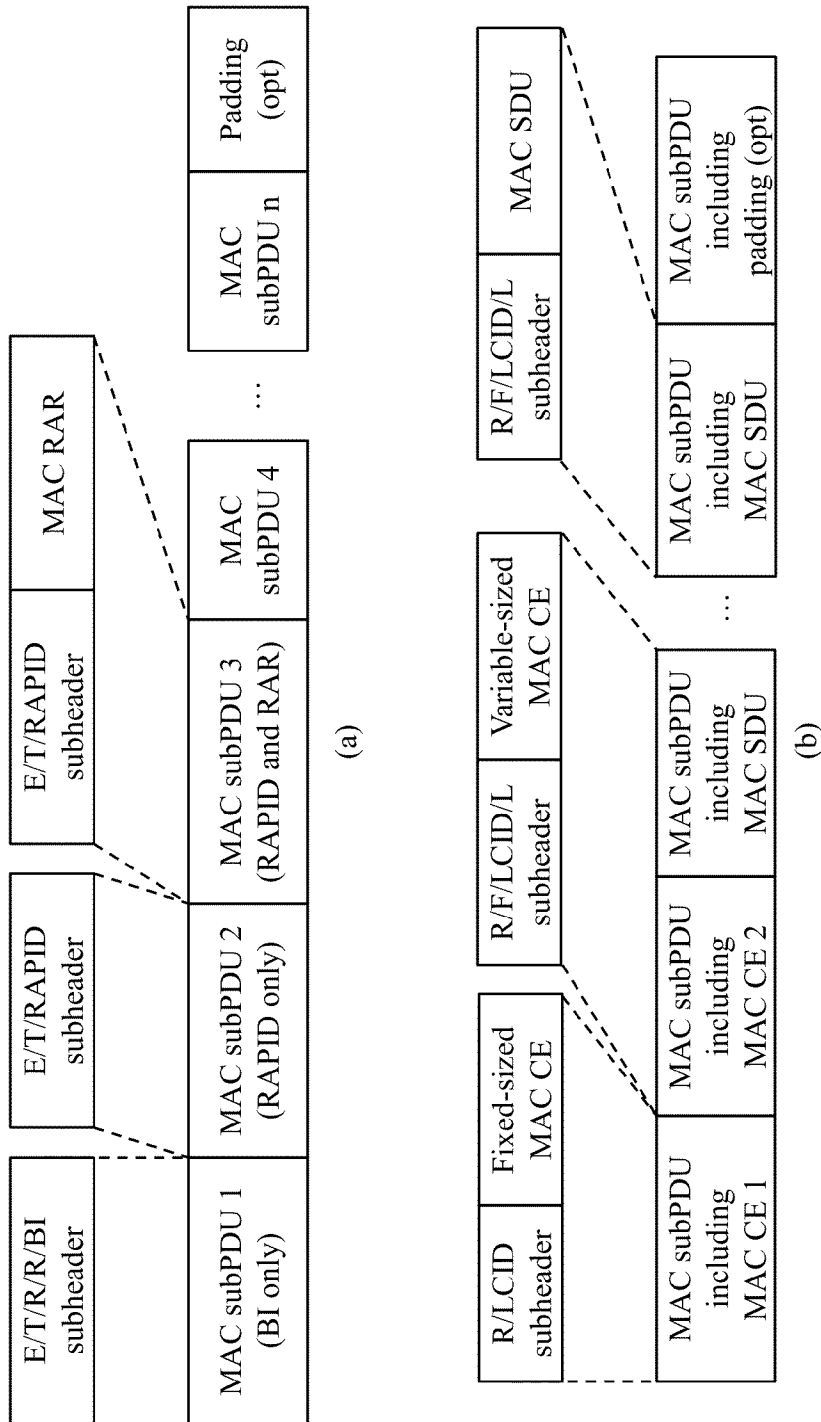 E/T/R/R/BI
subheader
E/T/RAPID
subheader
E/T/RAPID
subheader
MAC RAR
MAC subPDU 1
(BI only)
MAC subPDU 2
(RAPID only)
MAC subPDU 3
(RAPID and RAR)
MAC
subPDU 4
...
MAC
subPDU n
Padding
(opt)
(a)
R/LCID
subheader
Fixed-sized
MAC CE
R/F/LCID/L
subheader
Variable-sized
MAC CE
R/F/LCID/L
subheader
MAC SDU
MAC subPDU
including
MAC CE 1
MAC subPDU
including
MAC CE 2
MAC subPDU
including
MAC SDU
...
MAC subPDU
including
MAC SDU
MAC subPDU
including
padding (opt)
(b)